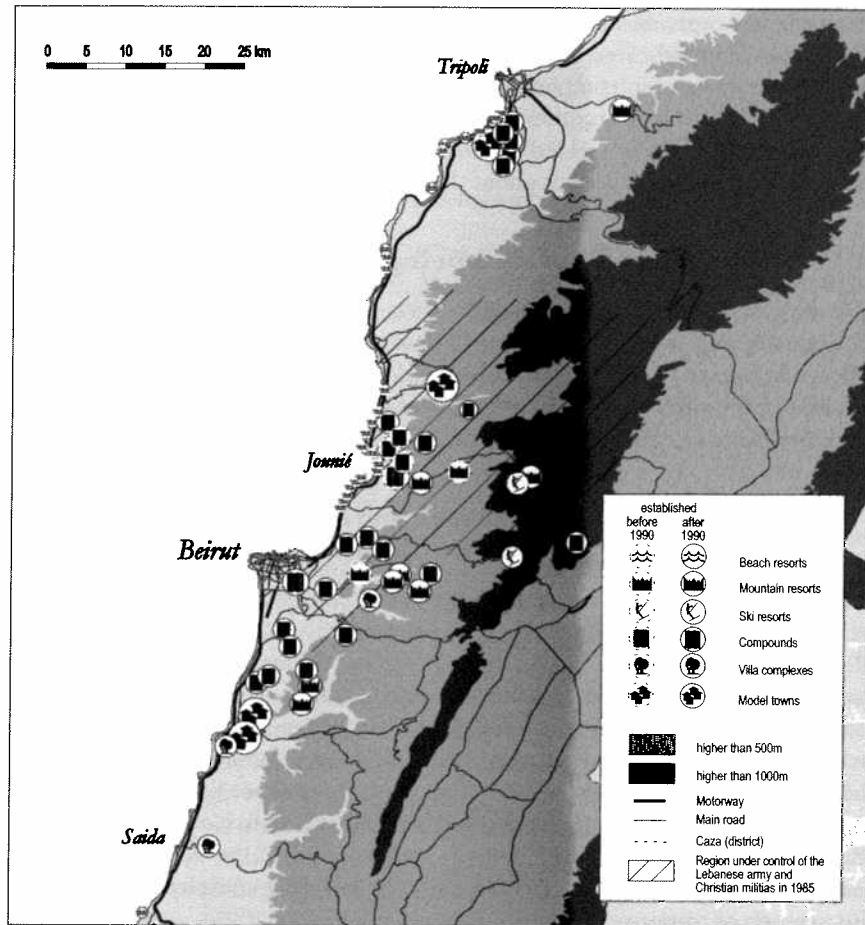 0 5 10 15 20 25 km
Tripoli
Jounié
Beirut
Saida
established
before after
1990 1990
Beach resorts
Mountain resorts
Ski resorts
Compounds
Villa complexes
Model towns
higher than 500m
higher than 1000m
Motorway
Main road
Caza (district)
Region under control of the
Lebanese army and
Christian militias in 1985